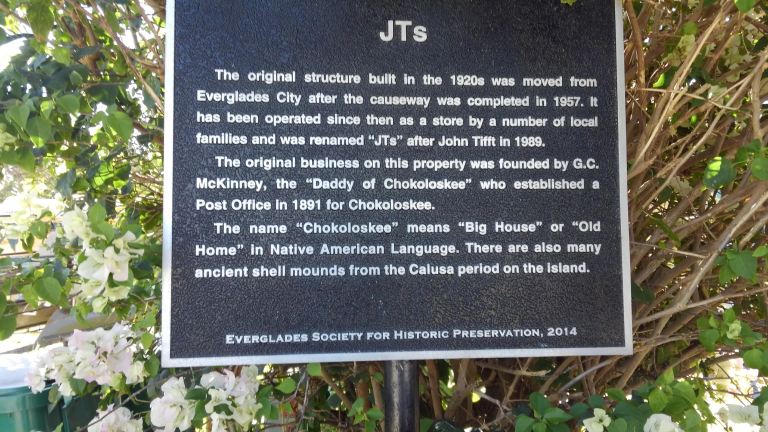 JTs
The original structure built in the 1920s was moved from
Everglades City after the causeway was completed in 1957. It
has been operated since then as a store by a number of local
families and was renamed “JTs” after John Tifft in 1989.
The original business on this property was founded by G.C.
McKinney, the “Daddy of Chokoloskee” who established a
Post Office in 1891 for Chokoloskee.
The name “Chokoloskee” means “Big House” or “Old
Home” in Native American Language. There are also many
ancient shell mounds from the Calusa period on the island.
Everglades Society for Historic Preservation, 2014